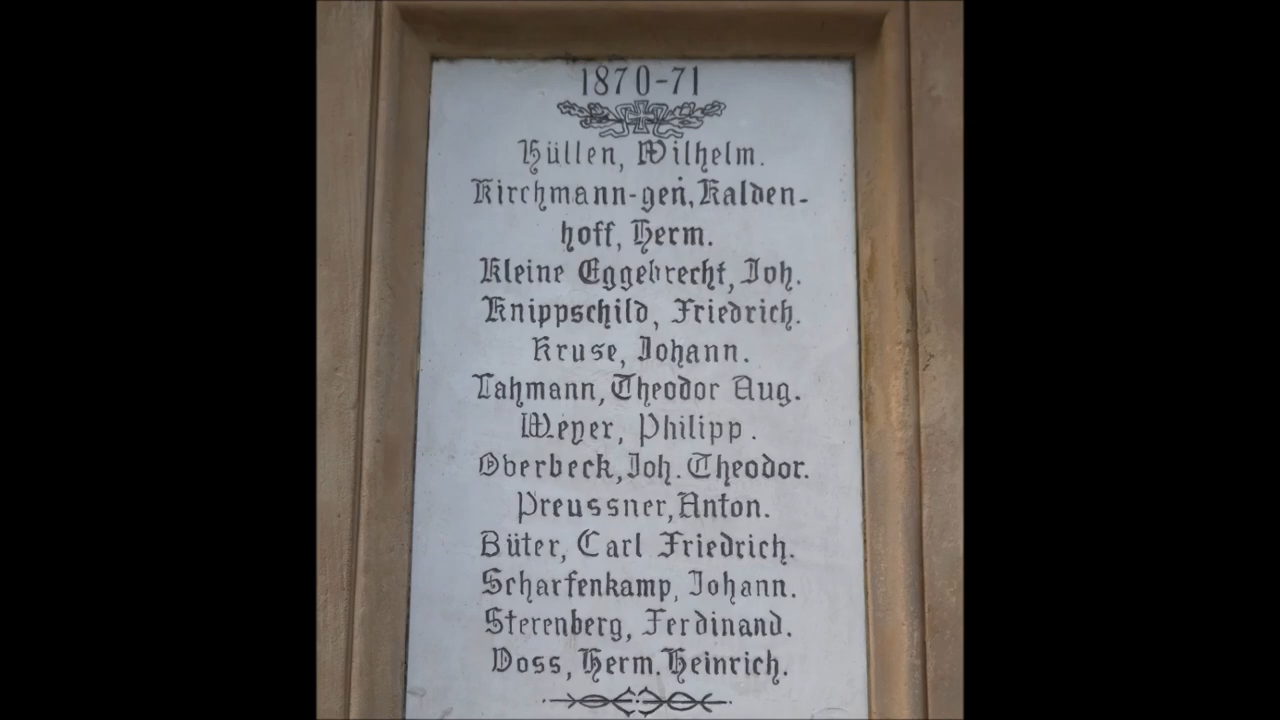 1870-71
Hüllen, Wilhelm.
Kirchmann-gen. Kalden-
hoff, Herm.
Kleine Eggebrecht, Joh.
Knippschild, Friedrich.
Kruse, Johann.
Lahmann, Theodor Aug.
Meyer, Philipp.
Overbeck, Joh. Theodor.
Preussner, Anton.
Büter, Carl Friedrich.
Scharfenkamp, Johann.
Sterenberg, Ferdinand.
Voss, Herm. Heinrich.